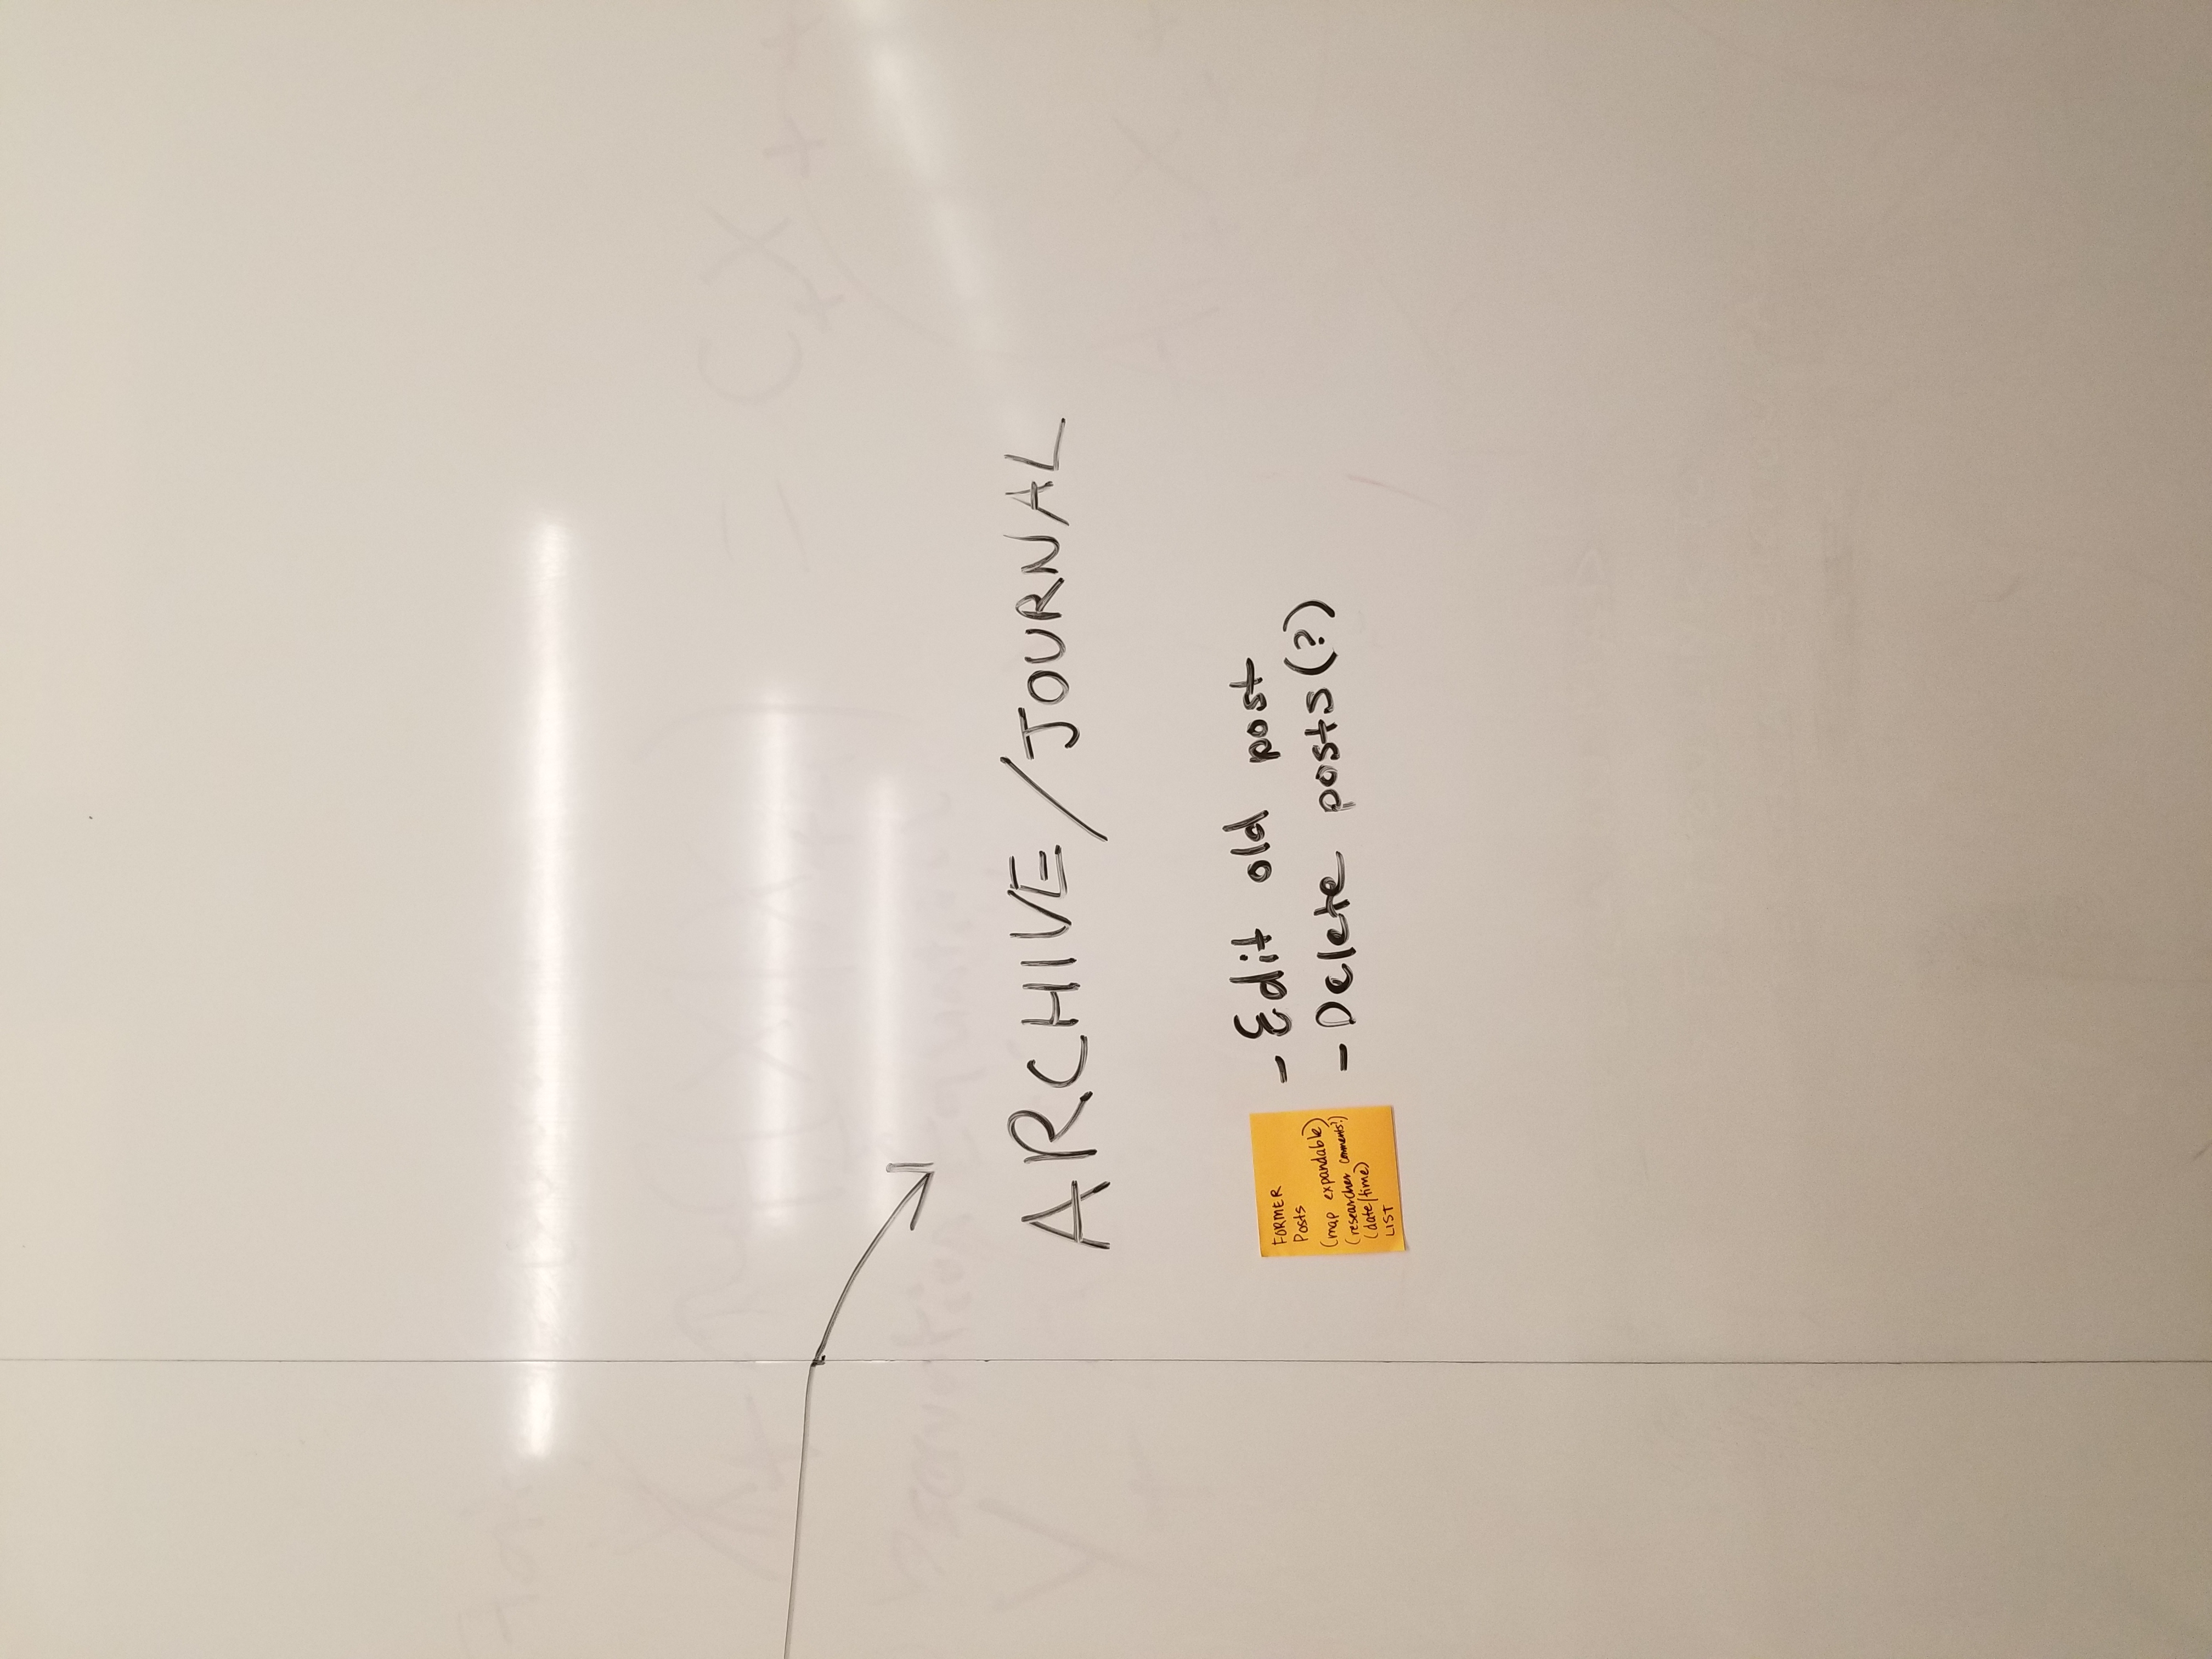 ARCHIVE/JOURNAL
FORMER
Posts
(map expandable)
(researcher comments?)
(date/time)
LIST
- Edit old post
- Delete posts(?)